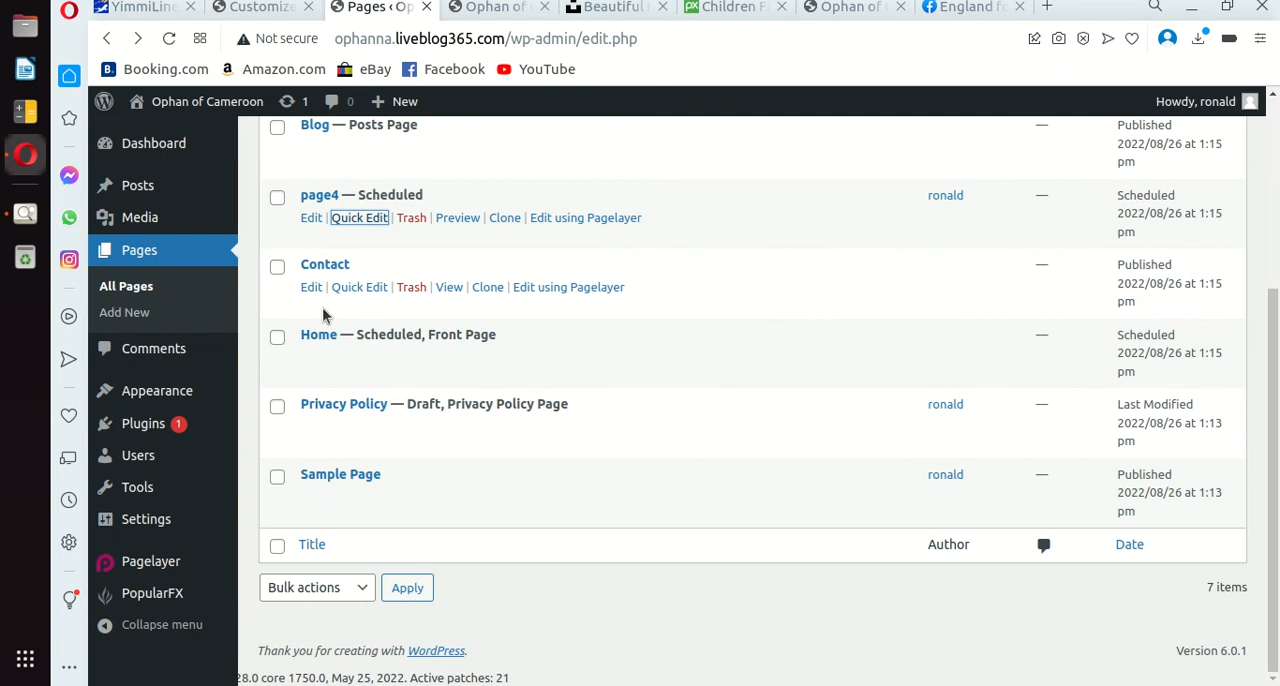 YimmiLine
Customize
Pages ‹ Op
Ophan of
Beautiful
Children F
Ophan of
England fo
Not secure
ophanna.liveblog365.com/wp-admin/edit.php
B. Booking.com
a Amazon.com
eBay
Facebook
YouTube
Ophan of Cameroon
1
0
New
Howdy, ronald
Dashboard
Posts
Media
Pages
All Pages
Add New
Comments
Appearance
Plugins 1
Users
Tools
Settings
Pagelayer
PopularFX
Collapse menu
Blog — Posts Page
—
Published
2022/08/26 at 1:15
pm
page4 — Scheduled
Edit | Quick Edit | Trash | Preview | Clone | Edit using Pagelayer
ronald
—
Scheduled
2022/08/26 at 1:15
pm
Contact
Edit | Quick Edit | Trash | View | Clone | Edit using Pagelayer
—
Published
2022/08/26 at 1:15
pm
Home — Scheduled, Front Page
—
Scheduled
2022/08/26 at 1:15
pm
Privacy Policy — Draft, Privacy Policy Page
ronald
—
Last Modified
2022/08/26 at 1:13
pm
Sample Page
ronald
—
Published
2022/08/26 at 1:13
pm
Title
Author
Date
Bulk actions
Apply
7 items
Thank you for creating with WordPress.
Version 6.0.1
28.0 core 1750.0, May 25, 2022. Active patches: 21